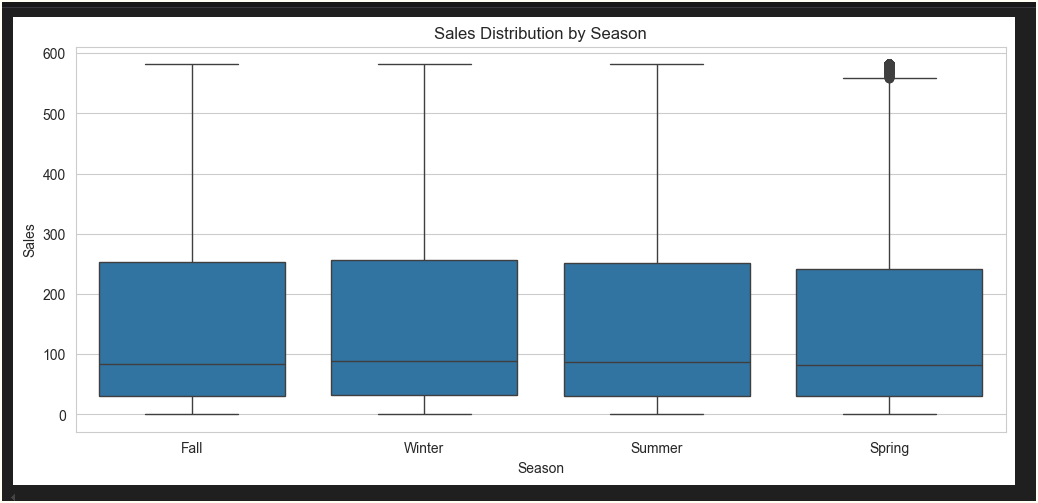 Sales Distribution by Season
600
500
400
300
200
100
0
Sales
Fall Winter Summer Spring
Season